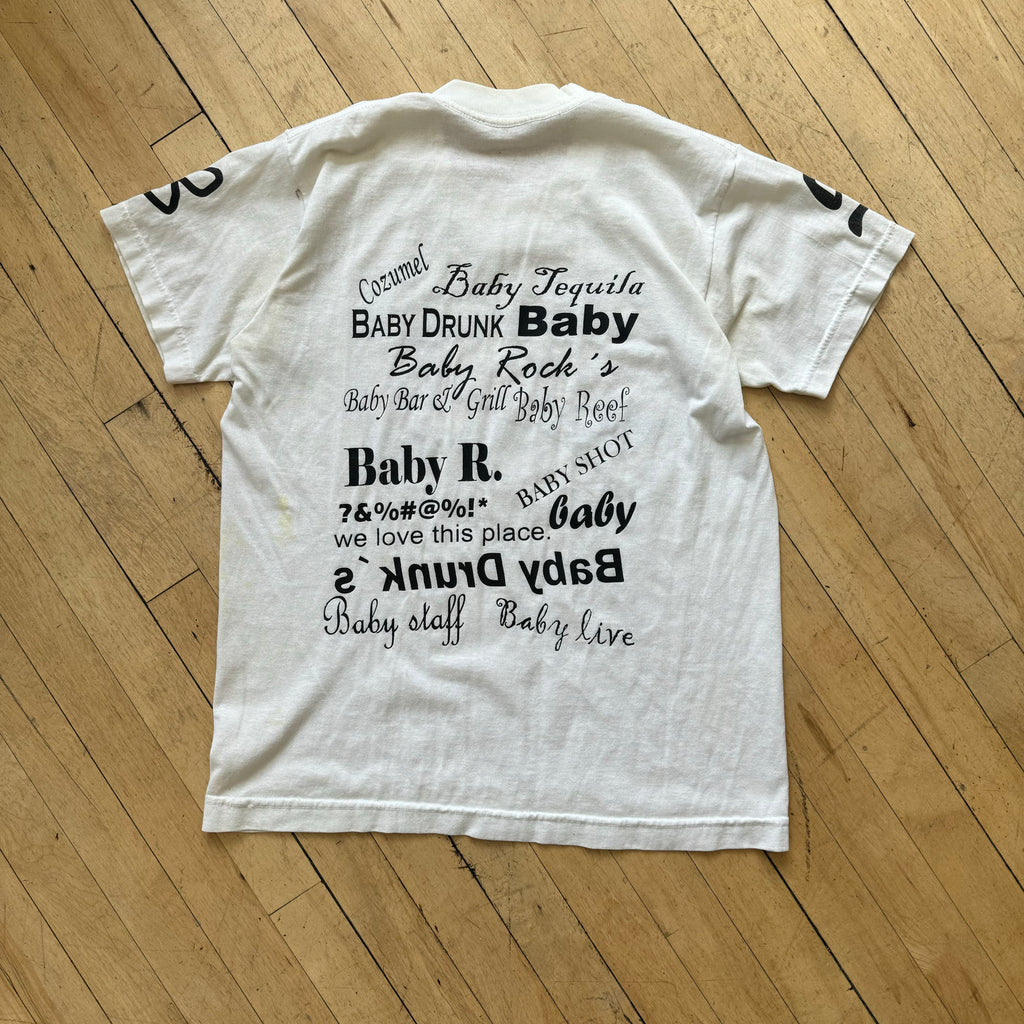 Cozumel
Baby Tequila
BABY DRUNK Baby
Baby Rock´s
Baby Bar & Grill Baby Reef
Baby R.
BABY SHOT
?&%#@%!* baby
we love this place.
Baby Drunk´s
Baby staff Baby live